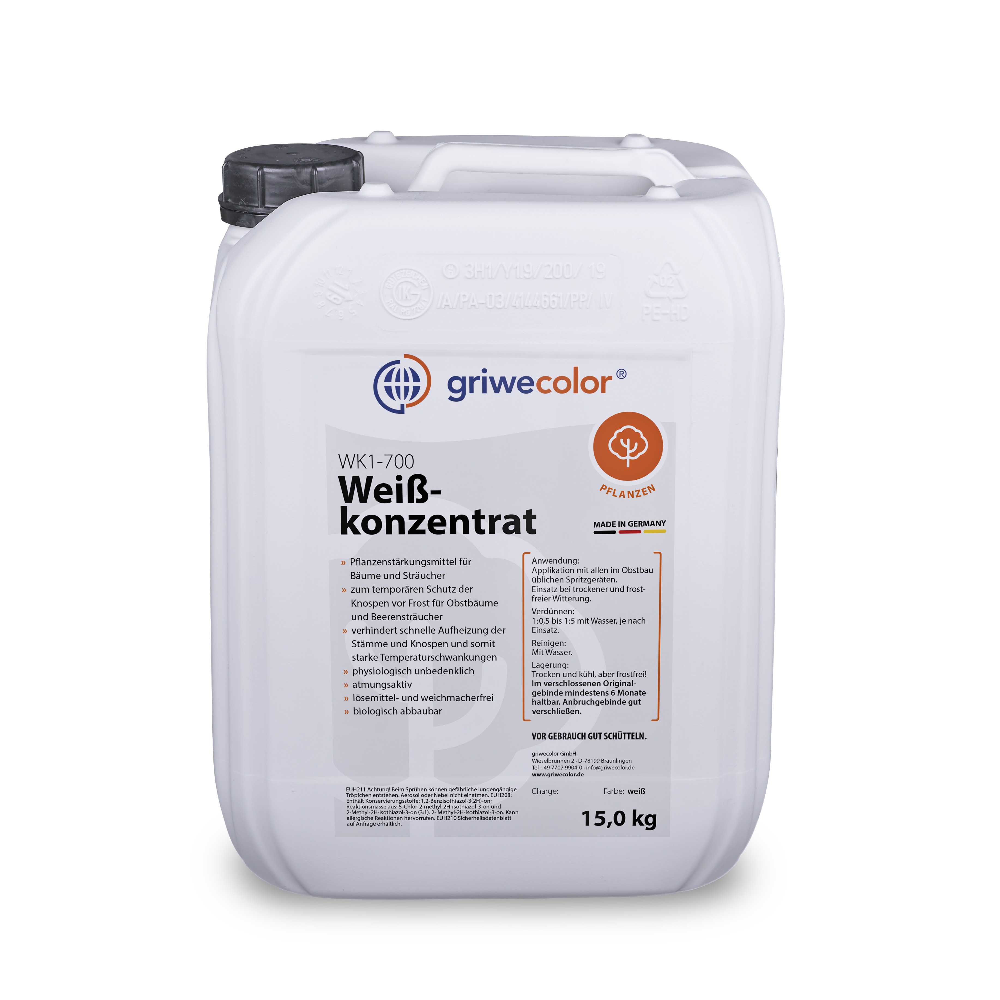 3H1/Y1.9/200/ 19
/A/PA-03/4144661/PP/ IV
GÜTEZEICHEN
IK
02
PE-HD
griwecolor®
PFLANZEN
WK1-700
Weiß-
konzentrat
MADE IN GERMANY
» Pflanzenstärkungsmittel für
Bäume und Sträucher
» zum temporären Schutz der
Knospen vor Frost für Obstbäume
und Beerensträucher
» verhindert schnelle Aufheizung der
Stämme und Knospen und somit
starke Temperaturschwankungen
» physiologisch unbedenklich
» atmungsaktiv
» lösemittel- und weichmacherfrei
» biologisch abbaubar
Anwendung:
Applikation mit allen im Obstbau
üblichen Spritzgeräten.
Einsatz bei trockener und frost-
freier Witterung.
Verdünnen:
1:0,5 bis 1:5 mit Wasser, je nach
Einsatz.
Reinigen:
Mit Wasser.
Lagerung:
Trocken und kühl, aber frostfrei!
Im verschlossenen Original-
gebinde mindestens 6 Monate
haltbar. Anbruchgebinde gut
verschließen.
VOR GEBRAUCH GUT SCHÜTTELN.
griwecolor GmbH
Wieselbrunnen 2 · D-78199 Bräunlingen
Tel +49 7707 9904-0 · info@griwecolor.de
www.griwecolor.de
EUH211 Achtung! Beim Sprühen können gefährliche lungengängige
Tröpfchen entstehen. Aerosol oder Nebel nicht einatmen. EUH208:
Enthält Konservierungsstoffe: 1,2-Benzisothiazol-3(2H)-on;
Reaktionsmasse aus: 5-Chlor-2-methyl-2H-isothiazol-3-on und
2-Methyl-2H-isothiazol-3-on (3:1). 2- Methyl-2H-isothiazol-3-on. Kann
allergische Reaktionen hervorrufen. EUH210 Sicherheitsdatenblatt
auf Anfrage erhältlich.
Charge: Farbe: weiß
15,0 kg